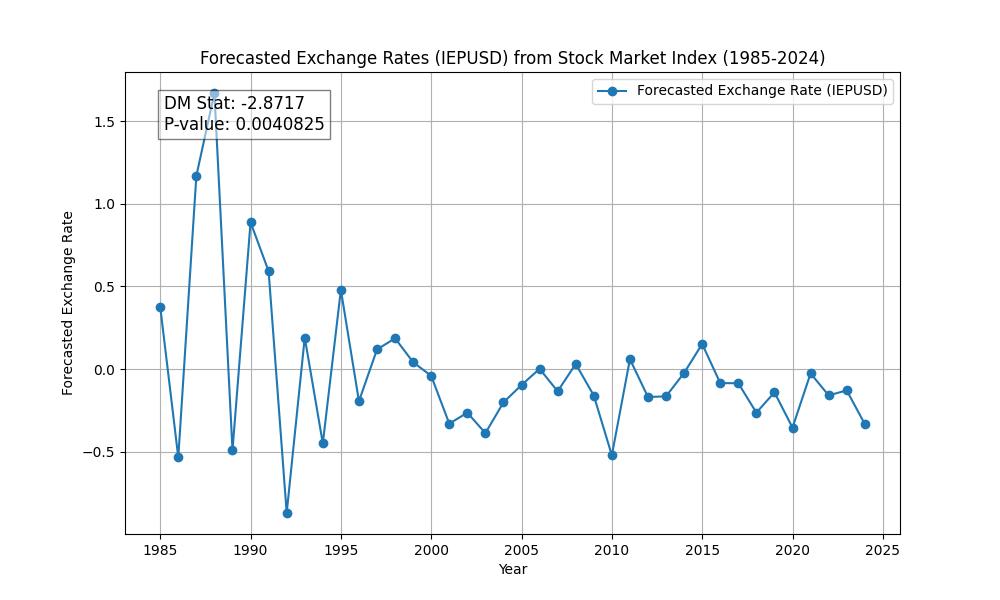 Forecasted Exchange Rates (IEPUSD) from Stock Market Index (1985-2024)
DM Stat: -2.8717
P-value: 0.0040825
Forecasted Exchange Rate (IEPUSD)
Forecasted Exchange Rate
1.5
1.0
0.5
0.0
−0.5
1985 1990 1995 2000 2005 2010 2015 2020 2025
Year